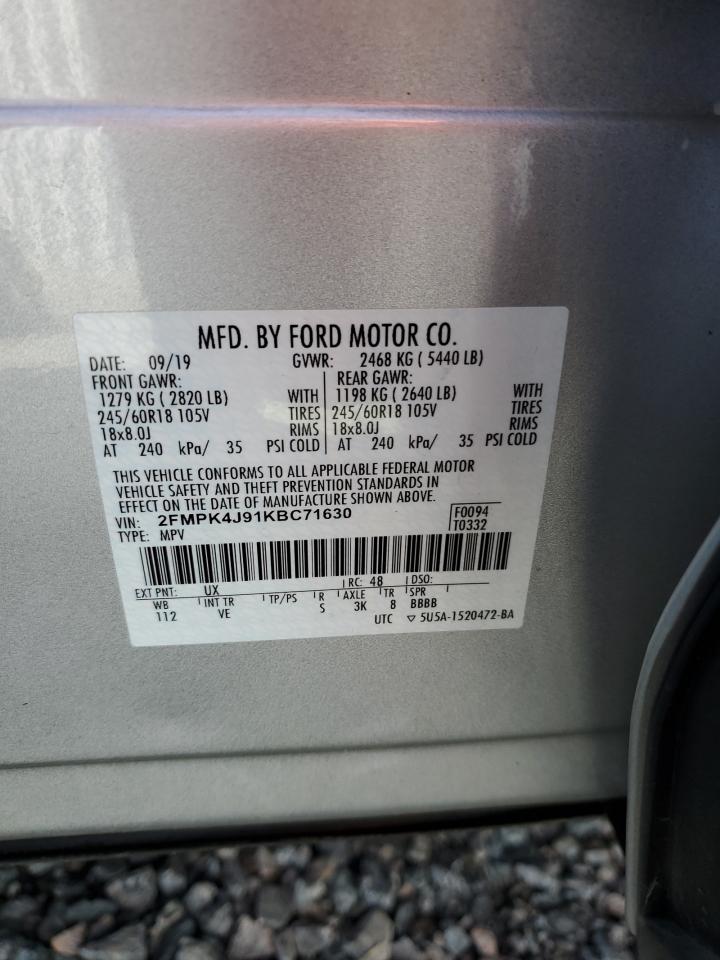 MFD. BY FORD MOTOR CO.
DATE: 09/19 GVWR: 2468 KG ( 5440 LB)
FRONT GAWR: REAR GAWR:
1279 KG ( 2820 LB) WITH 1198 KG ( 2640 LB) WITH
245/60R18 105V TIRES 245/60R18 105V TIRES
18x8.0J RIMS 18x8.0J RIMS
AT 240 kPa/ 35 PSI COLD AT 240 kPa/ 35 PSI COLD
THIS VEHICLE CONFORMS TO ALL APPLICABLE FEDERAL MOTOR
VEHICLE SAFETY AND THEFT PREVENTION STANDARDS IN
EFFECT ON THE DATE OF MANUFACTURE SHOWN ABOVE.
VIN: 2FMPK4J91KBC71630 F0094
TYPE: MPV T0332
EXT PNT: UX RC: 48 DSO:
WB INT TR TP/PS R AXLE TR SPR
112 VE S 3K 8 BBBB
UTC ▽ 5U5A-1520472-BA